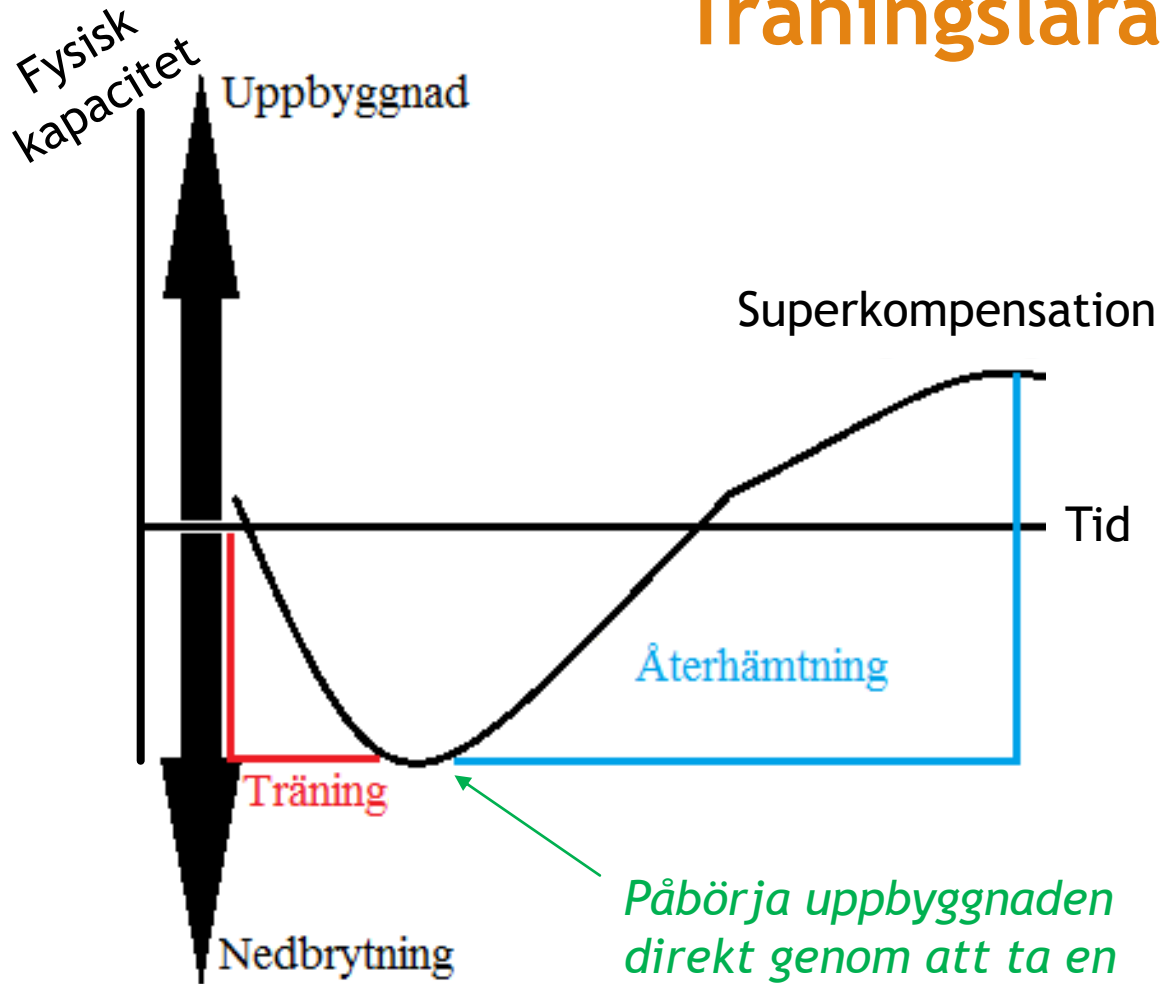 Träningslära
Fysisk
kapacitet
Uppbyggnad
Superkompensation
Tid
Återhämtning
Träning
Påbörja uppbyggnaden
direkt genom att ta en
Nedbrytning